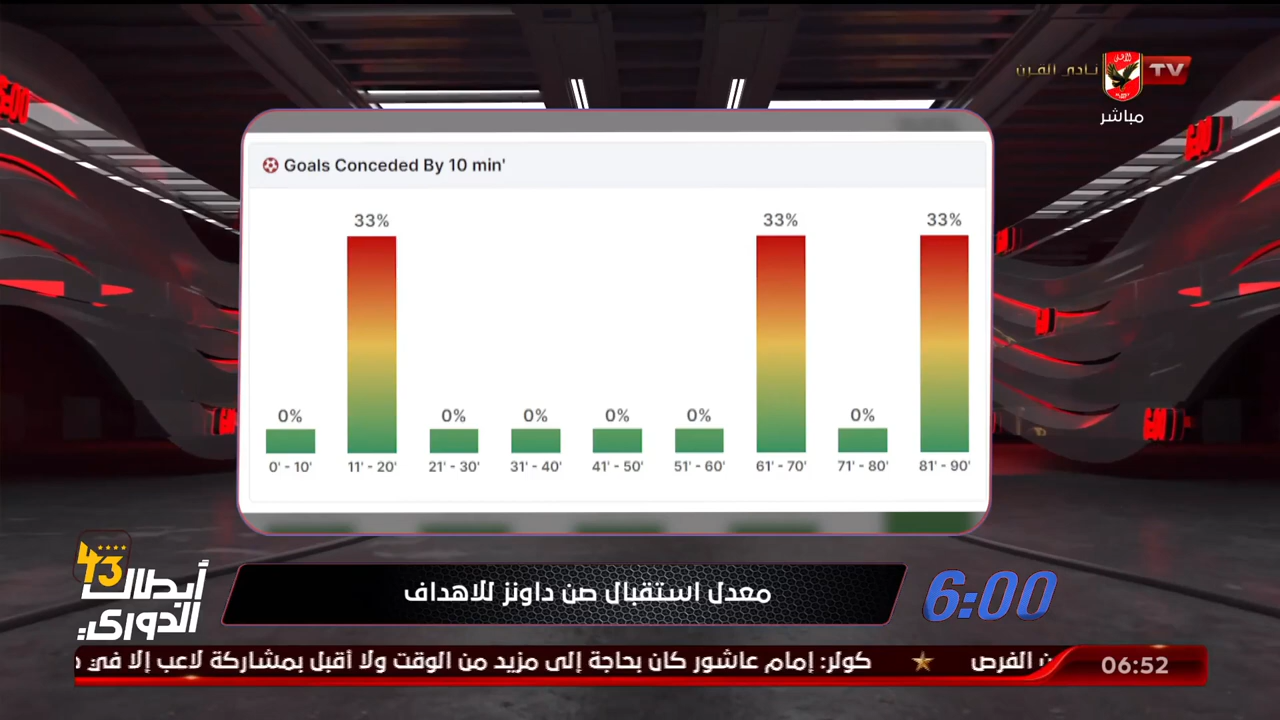 نادي القرن TV
مباشر
Goals Conceded By 10 min'
33% 33% 33%
0% 0% 0% 0% 0% 0%
0' - 10' 11' - 20' 21' - 30' 31' - 40' 41' - 50' 51' - 60' 61' - 70' 71' - 80' 81' - 90'
43
أبطال
الدوري
معدل استقبال صن داونز للاهداف
6:00
ن الفرص ★ كولر: إمام عاشور كان بحاجة إلى مزيد من الوقت ولا أقبل بمشاركة لاعب إلا في
06:52